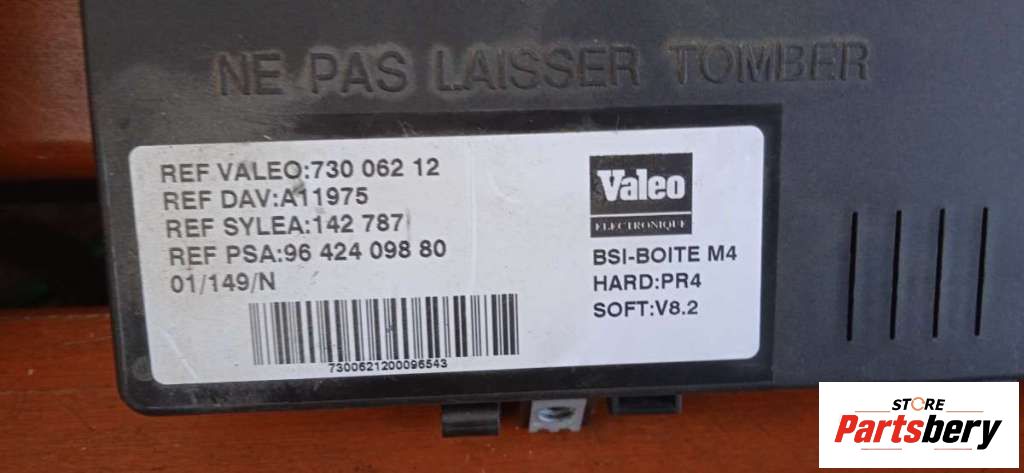 NE PAS LAISSER TOMBER
REF VALEO:730 062 12
REF DAV:A11975
REF SYLEA:142 787
REF PSA:96 424 098 80
01/149/N
7300621200096543
Valeo
ELECTRONIQUE
BSI-BOITE M4
HARD:PR4
SOFT:V8.2
STORE
Partsbery